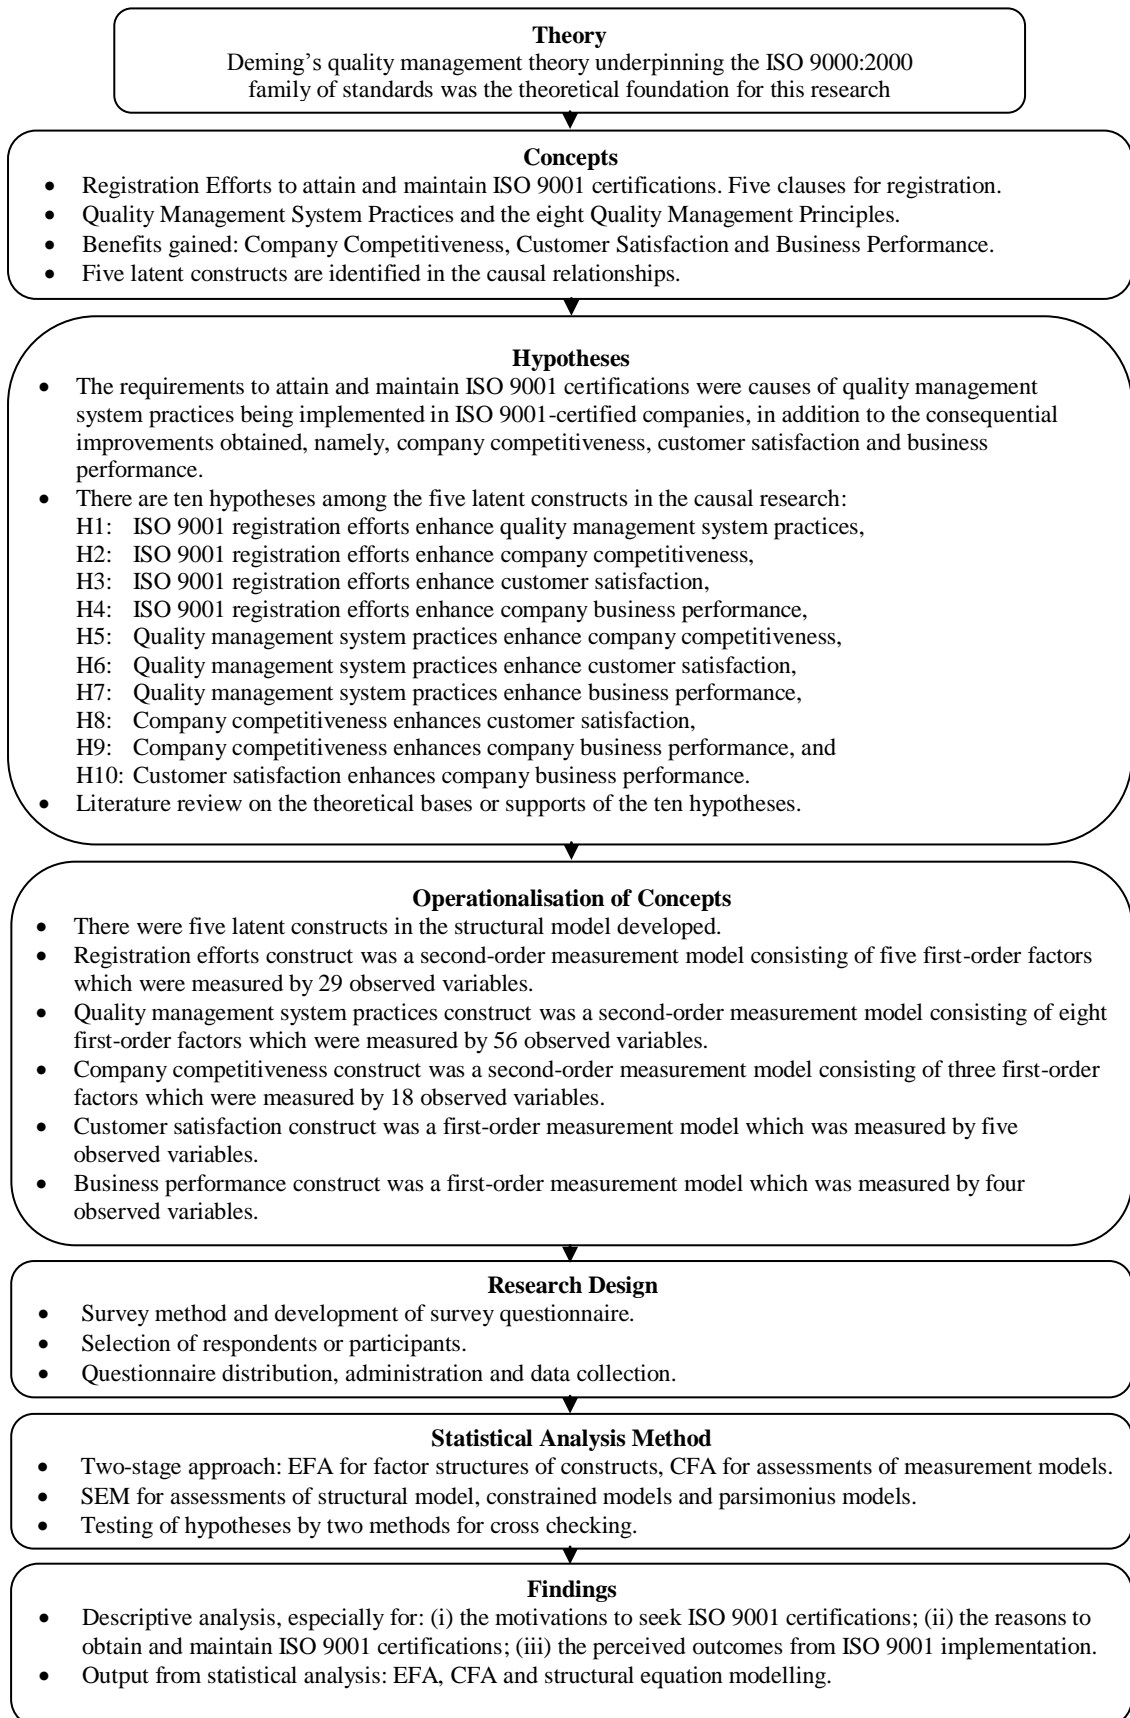 Theory
Deming’s quality management theory underpinning the ISO 9000:2000
family of standards was the theoretical foundation for this research
Concepts
• Registration Efforts to attain and maintain ISO 9001 certifications. Five clauses for registration.
• Quality Management System Practices and the eight Quality Management Principles.
• Benefits gained: Company Competitiveness, Customer Satisfaction and Business Performance.
• Five latent constructs are identified in the causal relationships.
Hypotheses
• The requirements to attain and maintain ISO 9001 certifications were causes of quality management
system practices being implemented in ISO 9001-certified companies, in addition to the consequential
improvements obtained, namely, company competitiveness, customer satisfaction and business
performance.
• There are ten hypotheses among the five latent constructs in the causal research:
H1: ISO 9001 registration efforts enhance quality management system practices,
H2: ISO 9001 registration efforts enhance company competitiveness,
H3: ISO 9001 registration efforts enhance customer satisfaction,
H4: ISO 9001 registration efforts enhance company business performance,
H5: Quality management system practices enhance company competitiveness,
H6: Quality management system practices enhance customer satisfaction,
H7: Quality management system practices enhance business performance,
H8: Company competitiveness enhances customer satisfaction,
H9: Company competitiveness enhances company business performance, and
H10: Customer satisfaction enhances company business performance.
• Literature review on the theoretical bases or supports of the ten hypotheses.
Operationalisation of Concepts
• There were five latent constructs in the structural model developed.
• Registration efforts construct was a second-order measurement model consisting of five first-order factors
which were measured by 29 observed variables.
• Quality management system practices construct was a second-order measurement model consisting of eight
first-order factors which were measured by 56 observed variables.
• Company competitiveness construct was a second-order measurement model consisting of three first-order
factors which were measured by 18 observed variables.
• Customer satisfaction construct was a first-order measurement model which was measured by five
observed variables.
• Business performance construct was a first-order measurement model which was measured by four
observed variables.
Research Design
• Survey method and development of survey questionnaire.
• Selection of respondents or participants.
• Questionnaire distribution, administration and data collection.
Statistical Analysis Method
• Two-stage approach: EFA for factor structures of constructs, CFA for assessments of measurement models.
• SEM for assessments of structural model, constrained models and parsimonius models.
• Testing of hypotheses by two methods for cross checking.
Findings
• Descriptive analysis, especially for: (i) the motivations to seek ISO 9001 certifications; (ii) the reasons to
obtain and maintain ISO 9001 certifications; (iii) the perceived outcomes from ISO 9001 implementation.
• Output from statistical analysis: EFA, CFA and structural equation modelling.